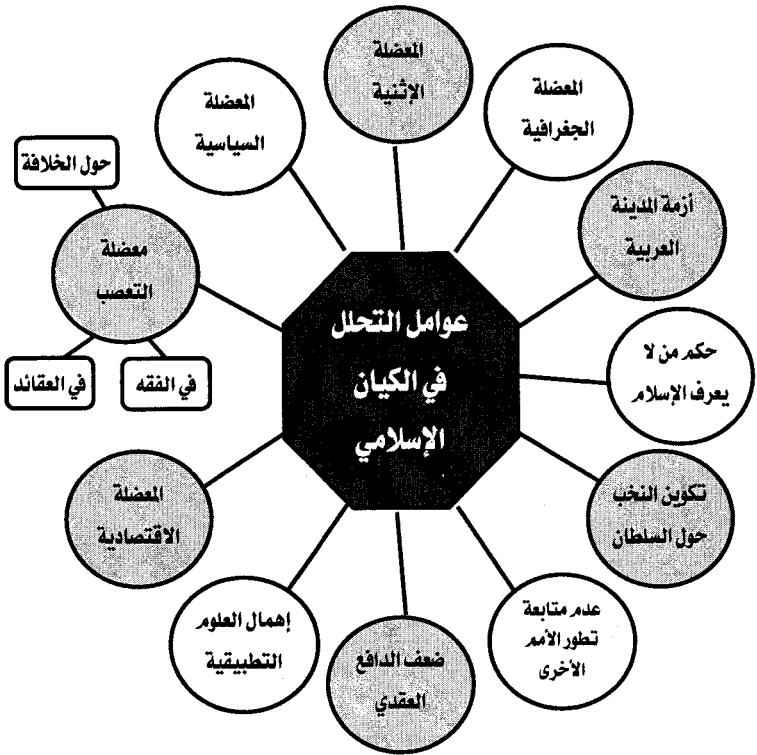 المعضلة
الإثنية
المعضلة
الجغرافية
المعضلة
السياسية
أزمة المدينة
العربية
حول الخلافة
معضلة
التعصب
في الفقه
في العقائد
عوامل التحلل
في الكيان
الإسلامي
حكم من لا
يعرف الإسلام
تكوين النخب
حول السلطان
المعضلة
الاقتصادية
عدم متابعة
تطور الأمم
الأخرى
إهمال العلوم
التطبيقية
ضعف الدافع
العقدي